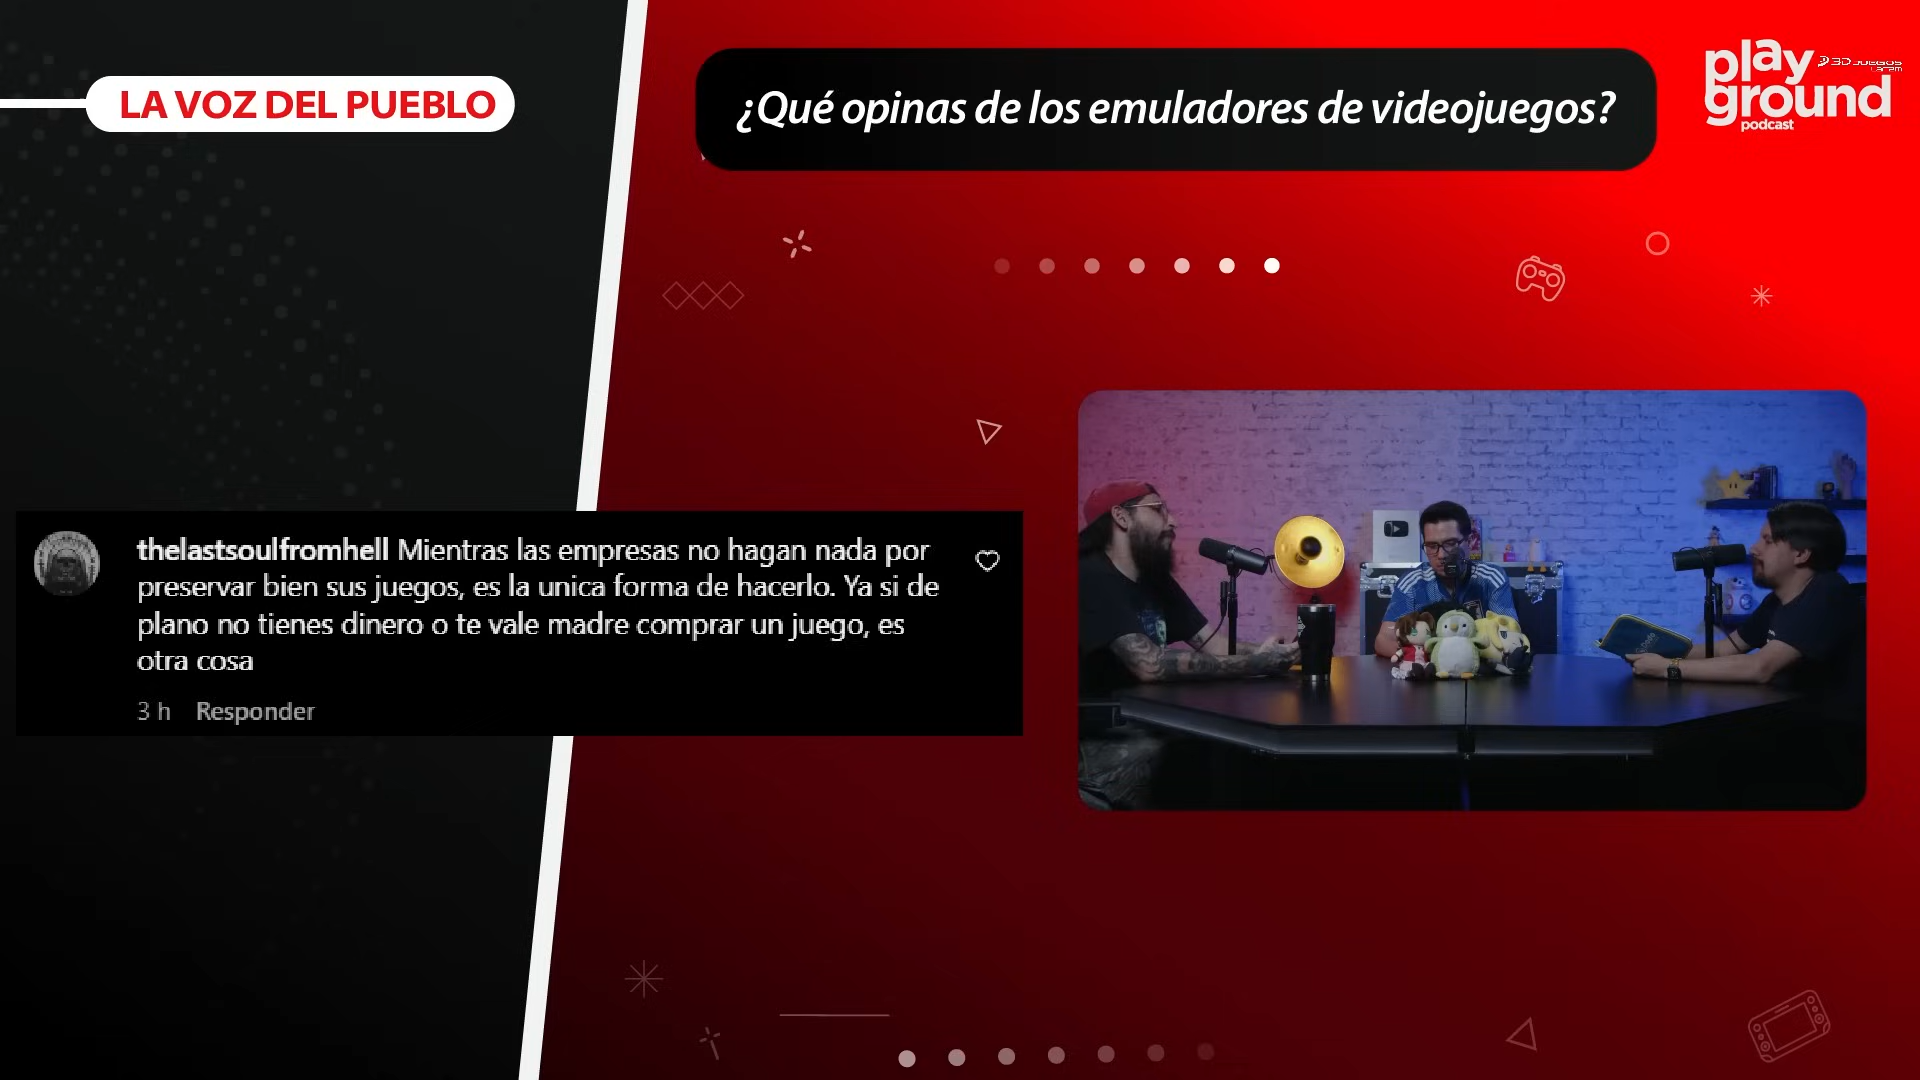 LA VOZ DEL PUEBLO
¿Qué opinas de los emuladores de videojuegos?
play
ground
podcast
3DJUEGOS
LATAM
thelastsoulfromhell Mientras las empresas no hagan nada por
preservar bien sus juegos, es la unica forma de hacerlo. Ya si de
plano no tienes dinero o te vale madre comprar un juego, es
otra cosa
3 h Responder